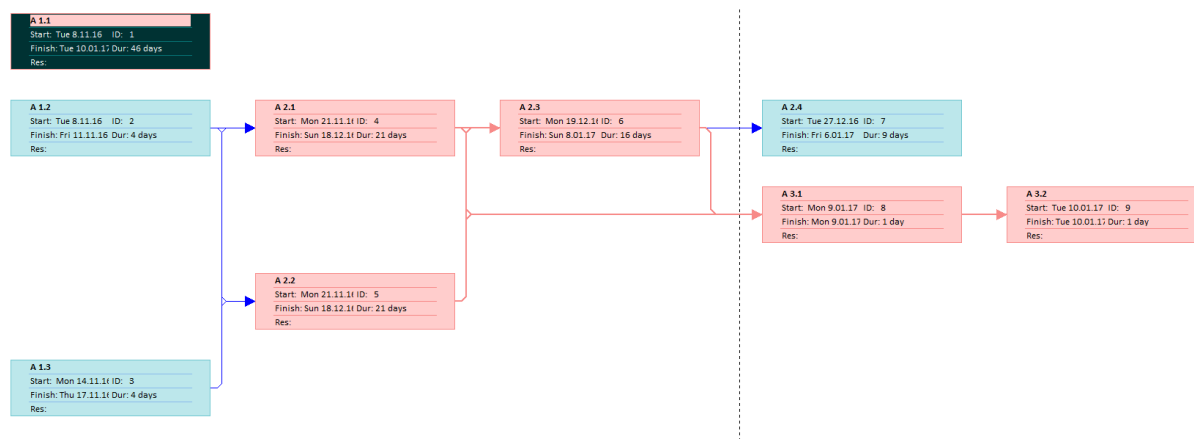 A 1.1
Start: Tue 8.11.16 ID: 1
Finish: Tue 10.01.17 Dur: 46 days
Res:
A 1.2
Start: Tue 8.11.16 ID: 2
Finish: Fri 11.11.16 Dur: 4 days
Res:
A 2.1
Start: Mon 21.11.16 ID: 4
Finish: Sun 18.12.16 Dur: 21 days
Res:
A 2.3
Start: Mon 19.12.16 ID: 6
Finish: Sun 8.01.17 Dur: 16 days
Res:
A 2.4
Start: Tue 27.12.16 ID: 7
Finish: Fri 6.01.17 Dur: 9 days
Res:
A 3.1
Start: Mon 9.01.17 ID: 8
Finish: Mon 9.01.17 Dur: 1 day
Res:
A 3.2
Start: Tue 10.01.17 ID: 9
Finish: Tue 10.01.17 Dur: 1 day
Res:
A 2.2
Start: Mon 21.11.16 ID: 5
Finish: Sun 18.12.16 Dur: 21 days
Res:
A 1.3
Start: Mon 14.11.16 ID: 3
Finish: Thu 17.11.16 Dur: 4 days
Res: